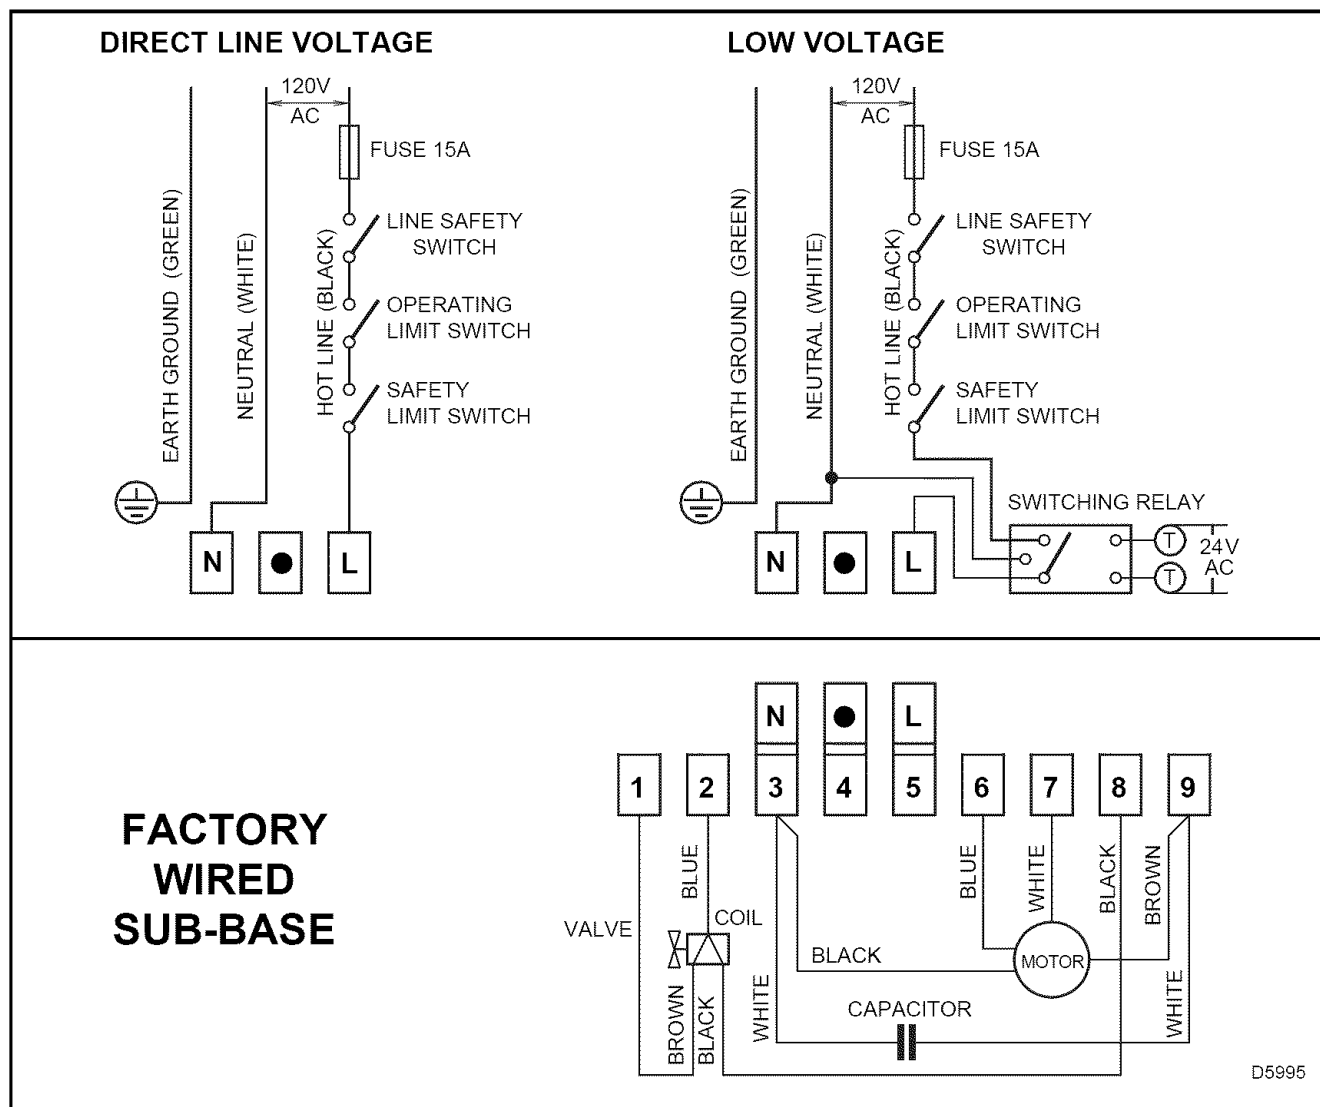 DIRECT LINE VOLTAGE
120V
AC
FUSE 15A
LINE SAFETY
SWITCH
OPERATING
LIMIT SWITCH
SAFETY
LIMIT SWITCH
EARTH GROUND (GREEN)
NEUTRAL (WHITE)
HOT LINE (BLACK)
N
L
LOW VOLTAGE
120V
AC
FUSE 15A
LINE SAFETY
SWITCH
OPERATING
LIMIT SWITCH
SAFETY
LIMIT SWITCH
EARTH GROUND (GREEN)
NEUTRAL (WHITE)
HOT LINE (BLACK)
SWITCHING RELAY
T
T
24V
AC
N
L
FACTORY
WIRED
SUB-BASE
N
L
1
2
3
4
5
6
7
8
9
BLUE
BLUE
WHITE
BLACK
BROWN
VALVE
COIL
BLACK
MOTOR
BROWN
BLACK
WHITE
CAPACITOR
WHITE
D5995